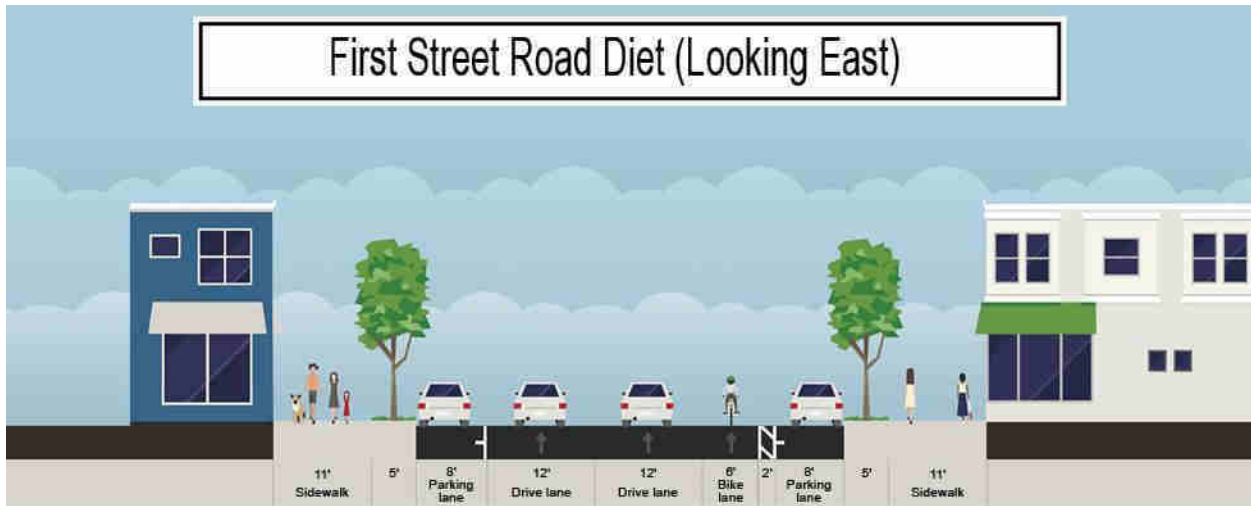 First Street Road Diet (Looking East)
11' 5' 8' 12' 12' 6' 2' 8' 5' 11'
Sidewalk Parking lane Drive lane Drive lane Bike lane Parking lane Sidewalk